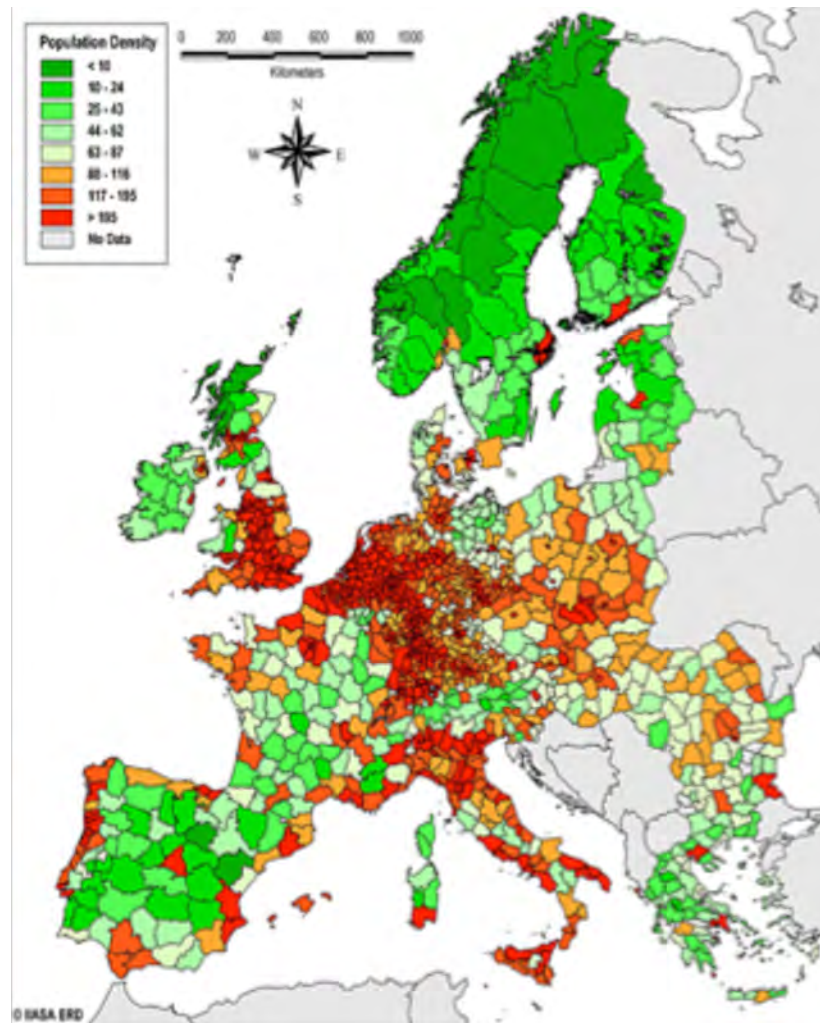 Population Density
< 10
10 - 24
25 - 43
44 - 62
63 - 87
88 - 116
117 - 195
> 195
No Data
0 200 400 600 800 1000
Kilometers
N
W E
S
© IIASA ERD